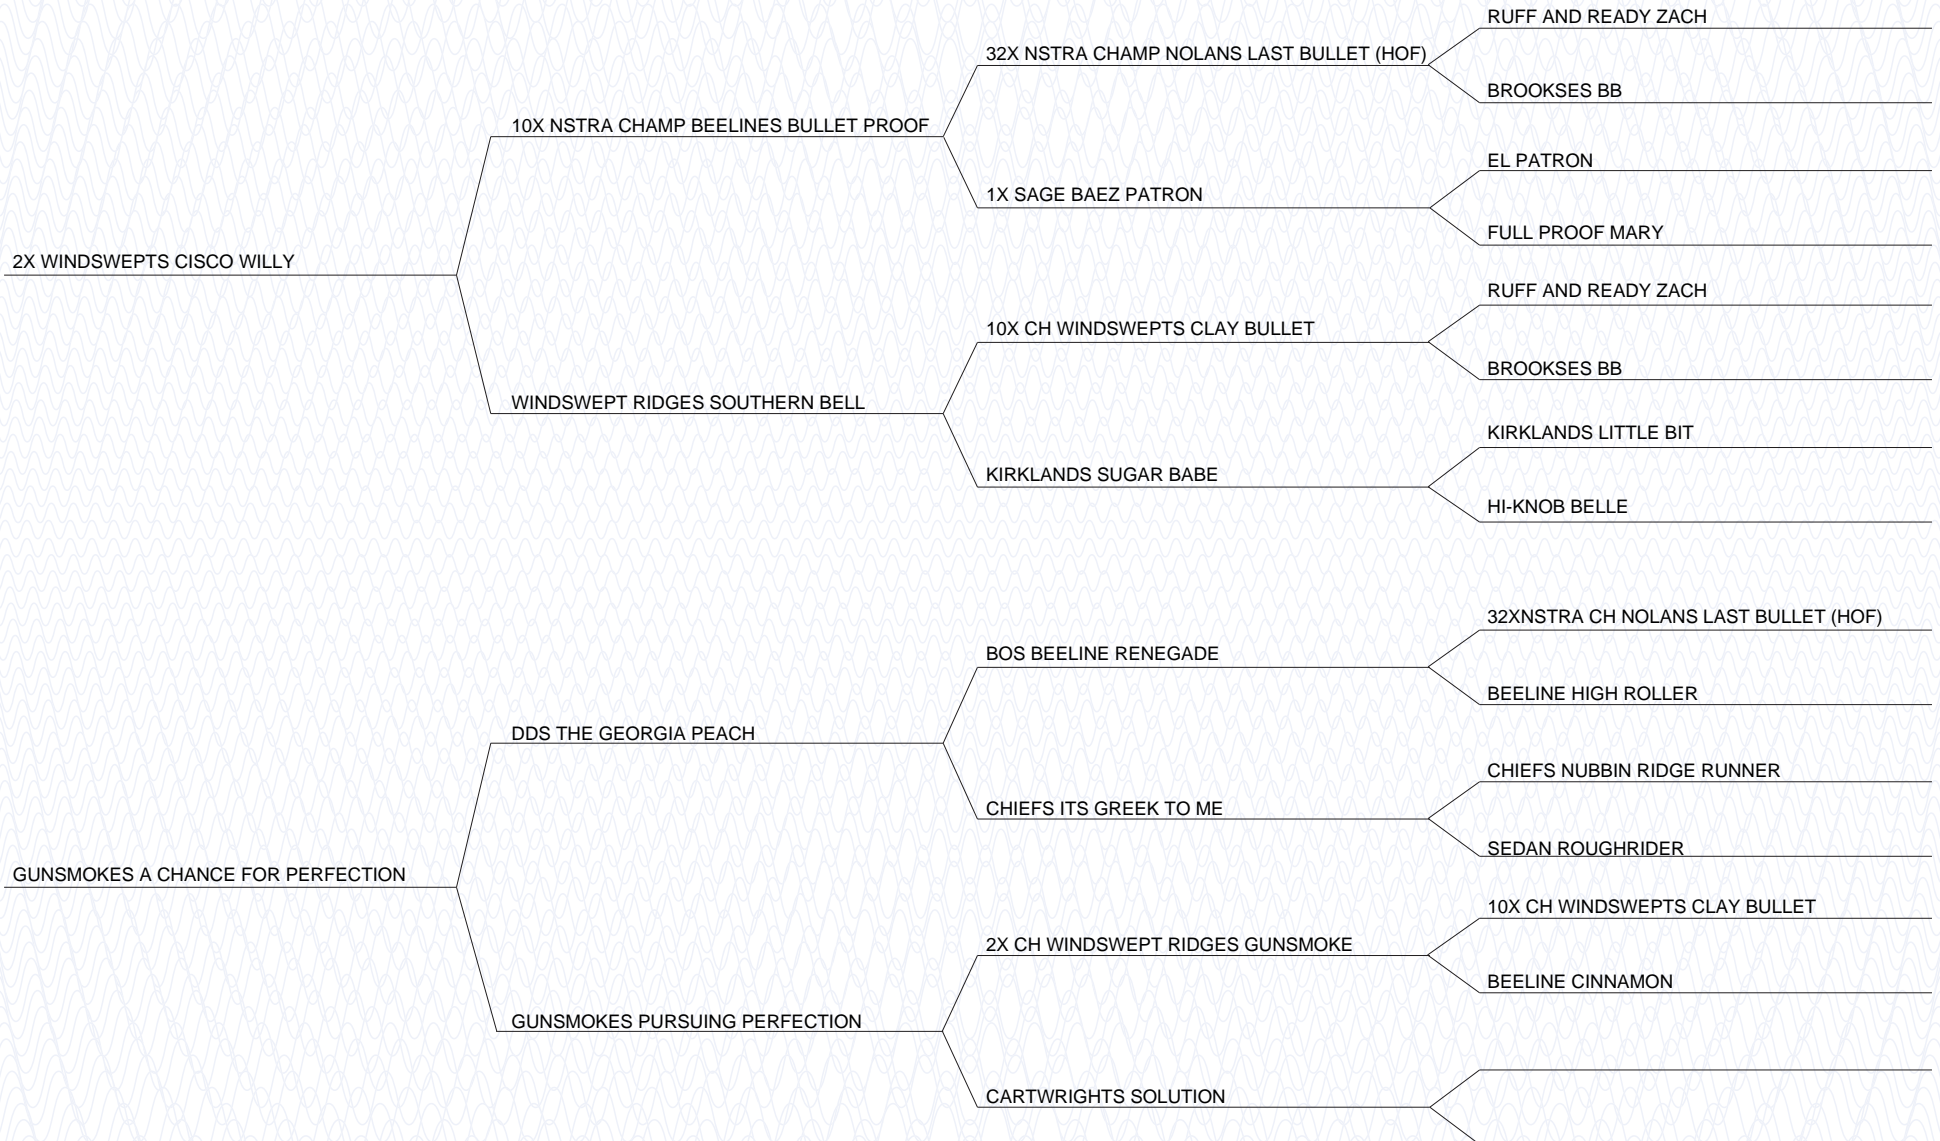 RUFF AND READY ZACH
32X NSTRA CHAMP NOLANS LAST BULLET (HOF)
BROOKSES BB
10X NSTRA CHAMP BEELINES BULLET PROOF
EL PATRON
1X SAGE BAEZ PATRON
FULL PROOF MARY
2X WINDSWEPTS CISCO WILLY
RUFF AND READY ZACH
10X CH WINDSWEPTS CLAY BULLET
BROOKSES BB
WINDSWEPT RIDGES SOUTHERN BELL
KIRKLANDS LITTLE BIT
KIRKLANDS SUGAR BABE
HI-KNOB BELLE
32XNSTRA CH NOLANS LAST BULLET (HOF)
BOS BEELINE RENEGADE
BEELINE HIGH ROLLER
DDS THE GEORGIA PEACH
CHIEFS NUBBIN RIDGE RUNNER
CHIEFS ITS GREEK TO ME
SEDAN ROUGHRIDER
GUNSMOKES A CHANCE FOR PERFECTION
10X CH WINDSWEPTS CLAY BULLET
2X CH WINDSWEPT RIDGES GUNSMOKE
BEELINE CINNAMON
GUNSMOKES PURSUING PERFECTION
CARTWRIGHTS SOLUTION